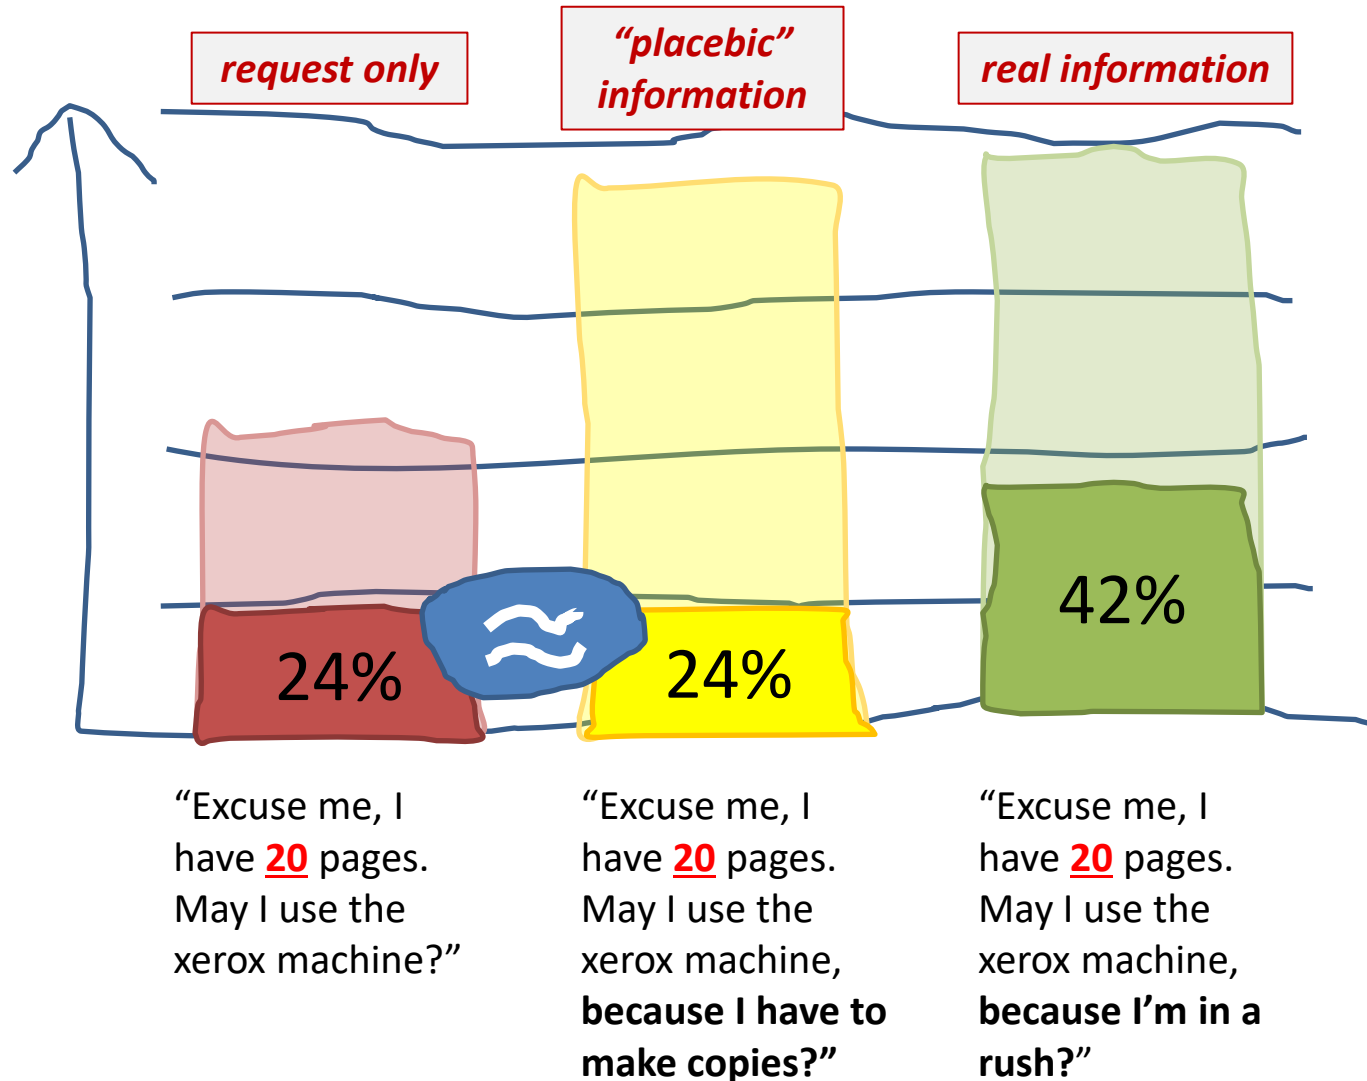 request only
“placebic”
information
real information
24%
≈
24%
42%
“Excuse me, I
have 20 pages.
May I use the
xerox machine?”
“Excuse me, I
have 20 pages.
May I use the
xerox machine,
because I have to
make copies?”
“Excuse me, I
have 20 pages.
May I use the
xerox machine,
because I’m in a
rush?”